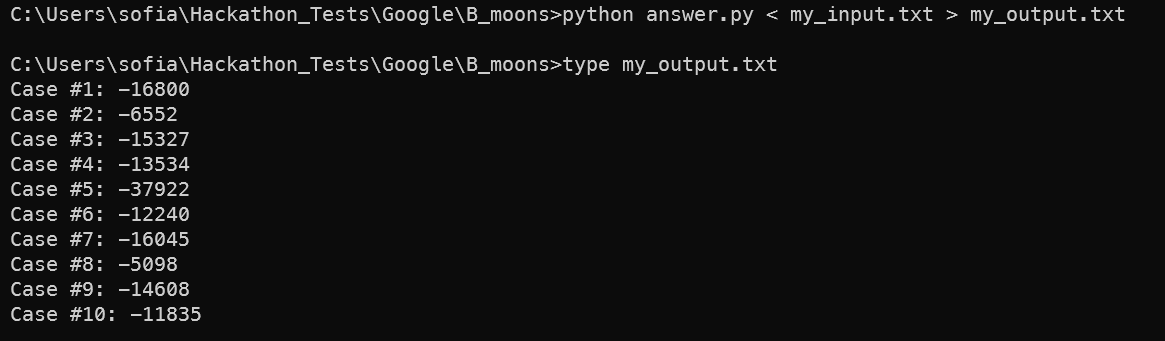 C:\Users\sofia\Hackathon_Tests\Google\B_moons>python answer.py < my_input.txt > my_output.txt
C:\Users\sofia\Hackathon_Tests\Google\B_moons>type my_output.txt
Case #1: -16800
Case #2: -6552
Case #3: -15327
Case #4: -13534
Case #5: -37922
Case #6: -12240
Case #7: -16045
Case #8: -5098
Case #9: -14608
Case #10: -11835